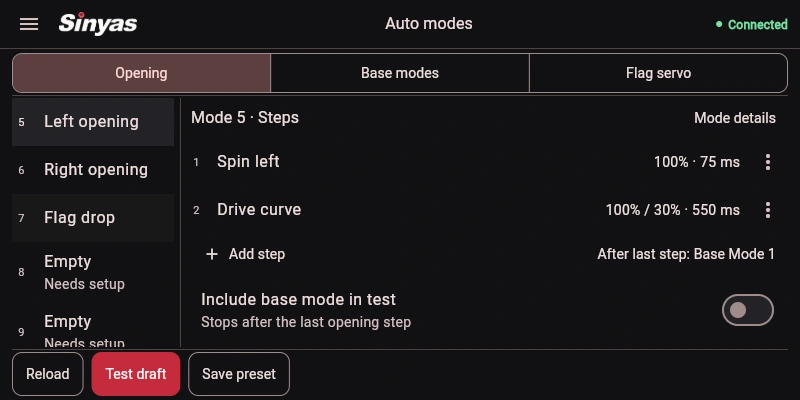 Sinyas
Auto modes
Connected
Opening
Base modes
Flag servo
5 Left opening
6 Right opening
7 Flag drop
8 Empty
Needs setup
9 Empty
Needs setup
Mode 5 · Steps
Mode details
1 Spin left 100% · 75 ms
2 Drive curve 100% / 30% · 550 ms
+ Add step
After last step: Base Mode 1
Include base mode in test
Stops after the last opening step
Reload
Test draft
Save preset